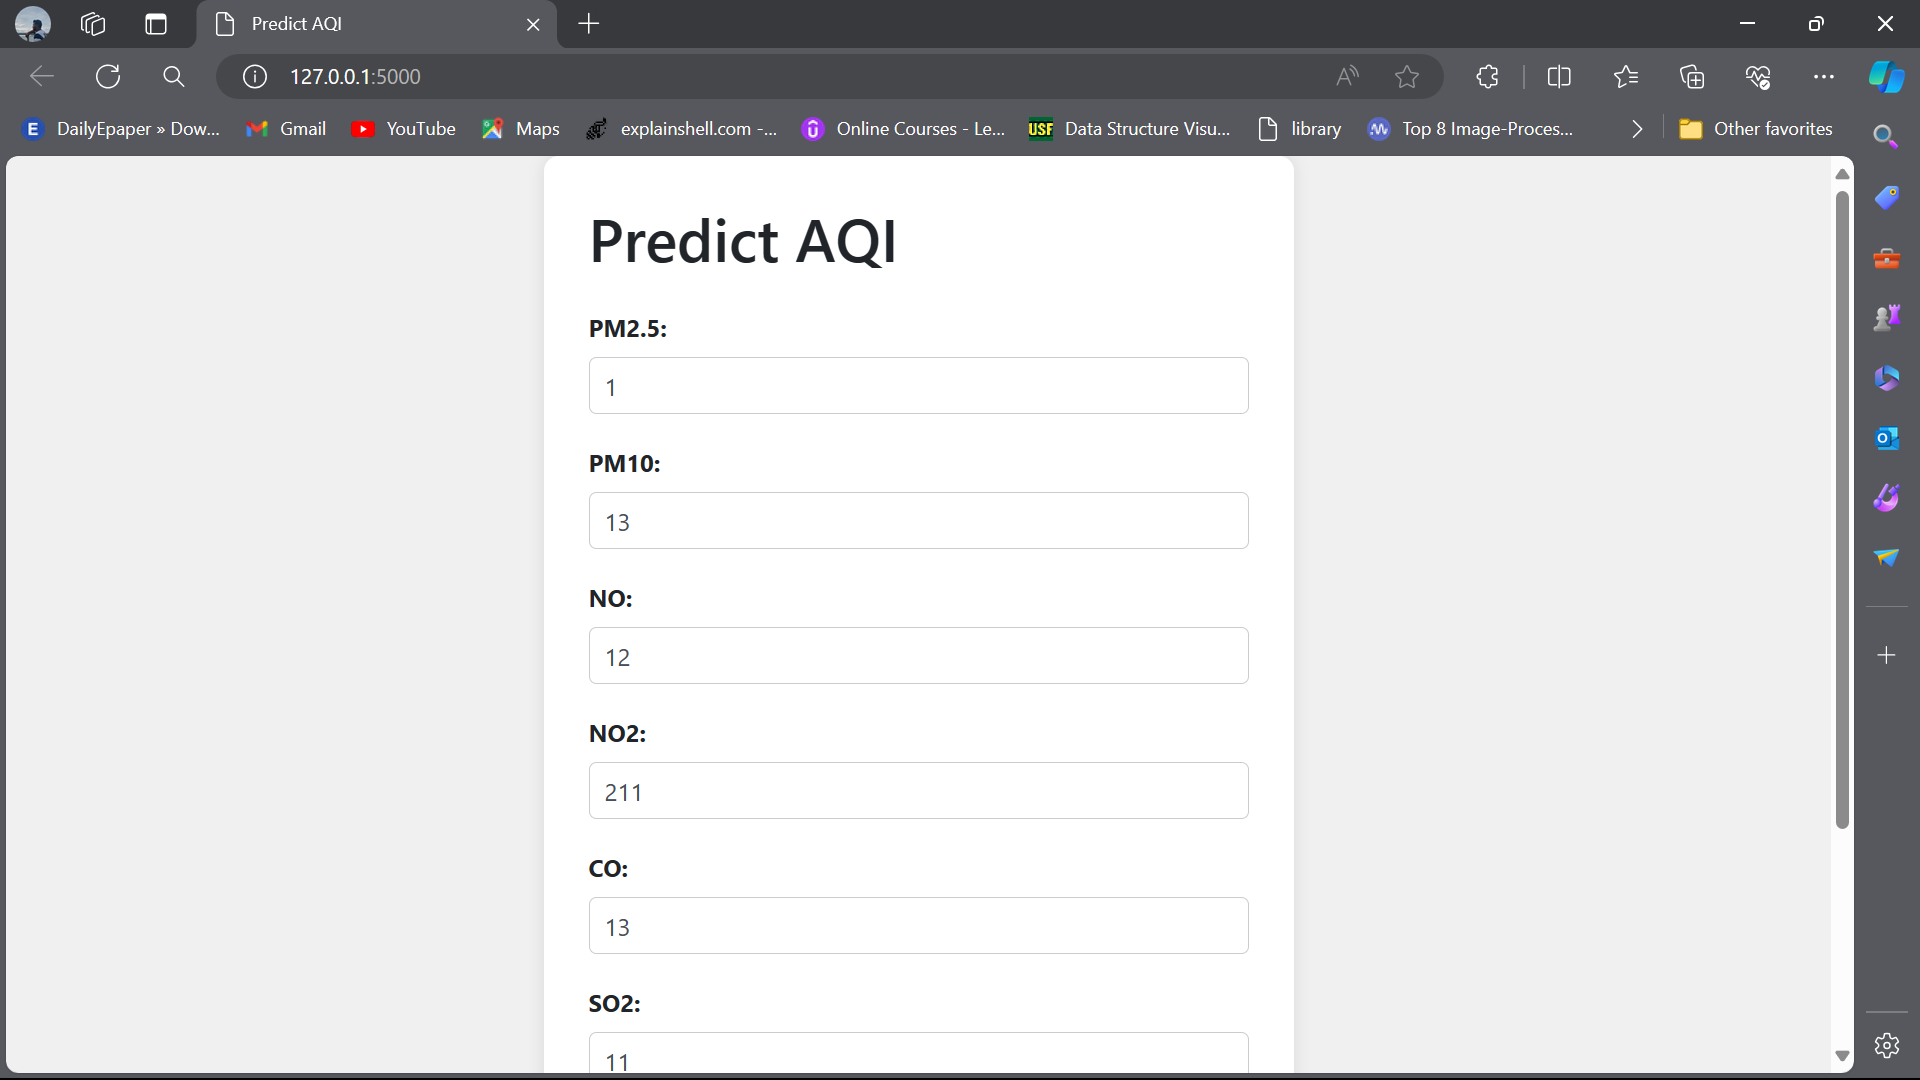 Predict AQI
127.0.0.1:5000
E DailyEpaper » Dow... Gmail YouTube Maps explainshell.com -... Online Courses - Le... USF Data Structure Visu... library Top 8 Image-Proces... Other favorites
Predict AQI
PM2.5:
1
PM10:
13
NO:
12
NO2:
211
CO:
13
SO2:
11